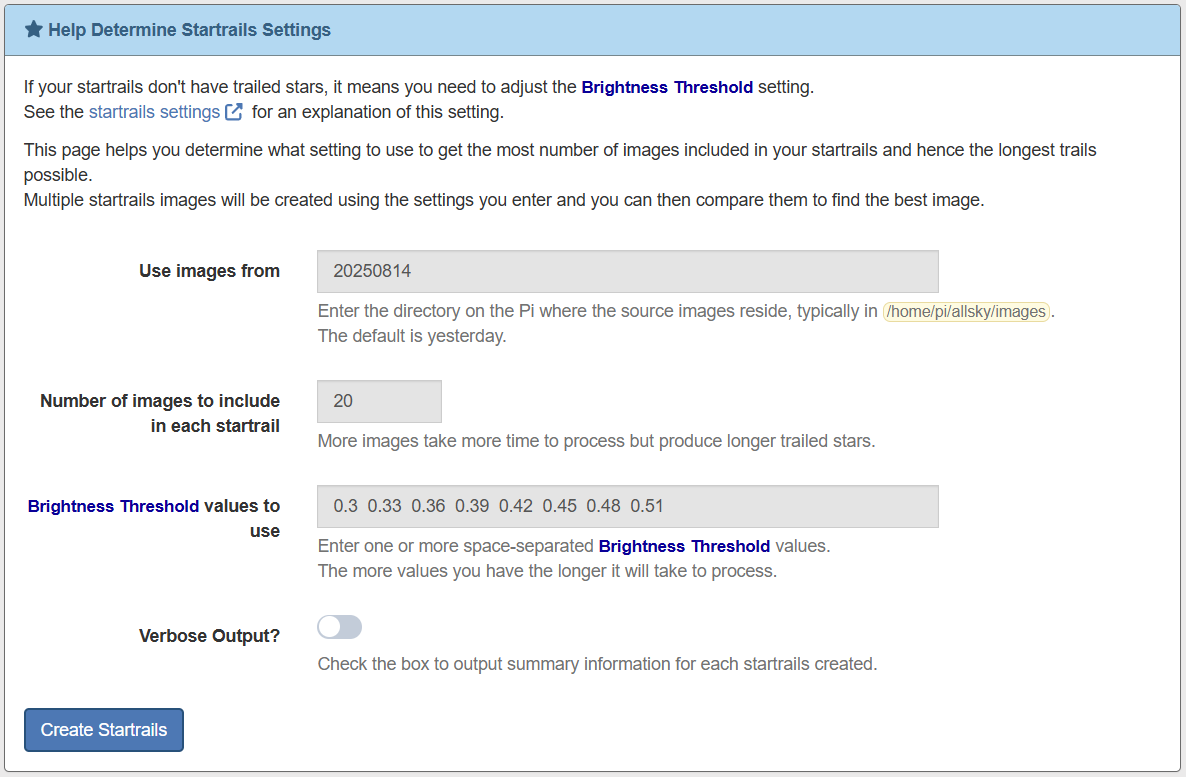 Help Determine Startrails Settings
If your startrails don't have trailed stars, it means you need to adjust the Brightness Threshold setting.
See the startrails settings for an explanation of this setting.
This page helps you determine what setting to use to get the most number of images included in your startrails and hence the longest trails
possible.
Multiple startrails images will be created using the settings you enter and you can then compare them to find the best image.
Use images from
20250814
Enter the directory on the Pi where the source images reside, typically in /home/pi/allsky/images.
The default is yesterday.
Number of images to include
in each startrail
20
More images take more time to process but produce longer trailed stars.
Brightness Threshold values to
use
0.3 0.33 0.36 0.39 0.42 0.45 0.48 0.51
Enter one or more space-separated Brightness Threshold values.
The more values you have the longer it will take to process.
Verbose Output?
Check the box to output summary information for each startrails created.
Create Startrails